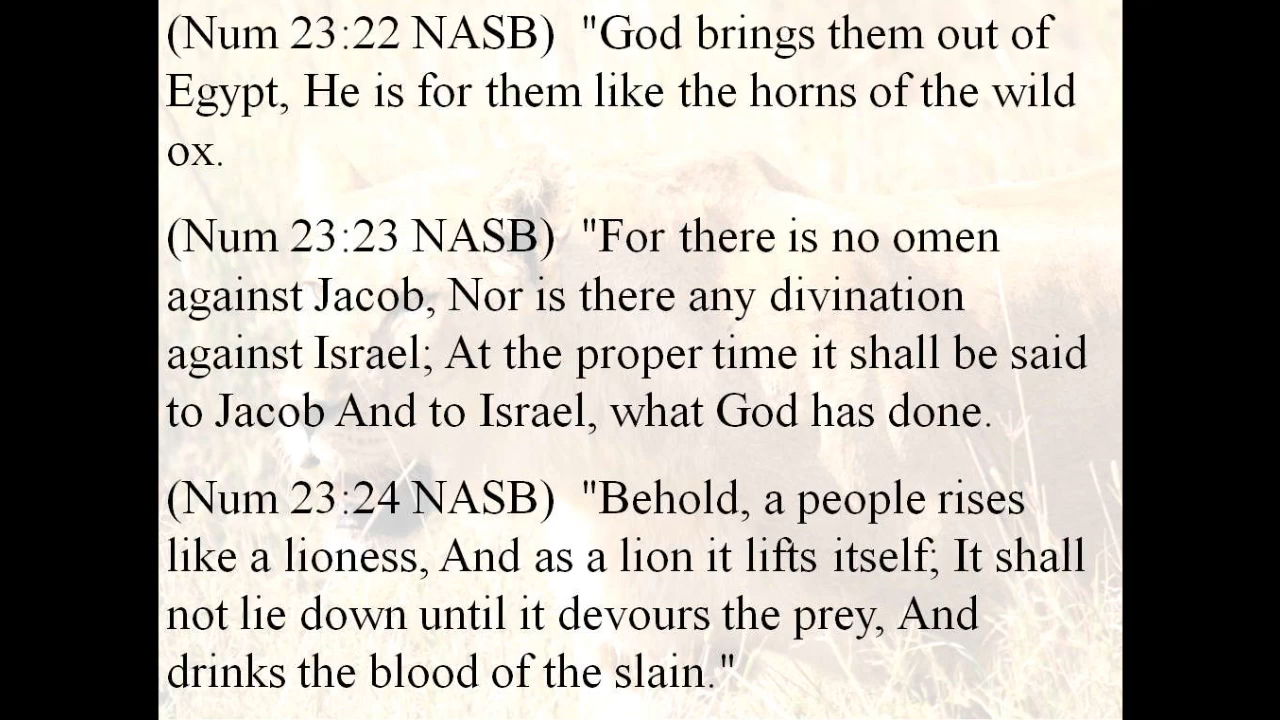 (Num 23:22 NASB)  "God brings them out of
Egypt, He is for them like the horns of the wild
ox.
(Num 23:23 NASB)  "For there is no omen
against Jacob, Nor is there any divination
against Israel; At the proper time it shall be said
to Jacob And to Israel, what God has done.
(Num 23:24 NASB)  "Behold, a people rises
like a lioness, And as a lion it lifts itself; It shall
not lie down until it devours the prey, And
drinks the blood of the slain."